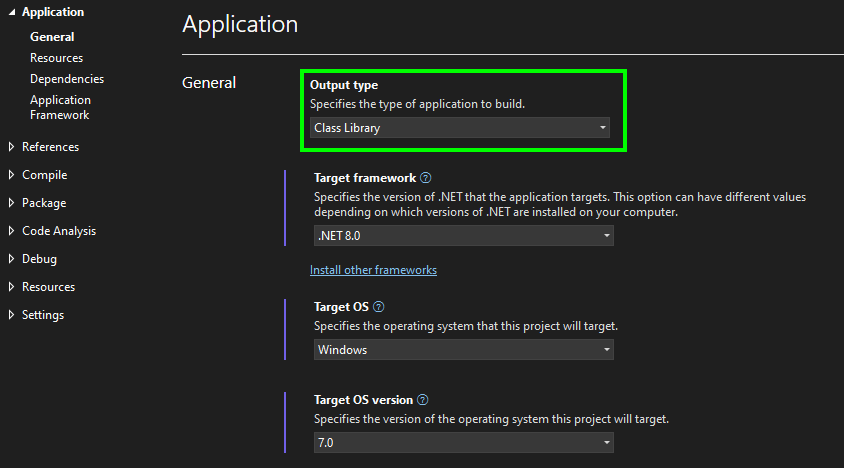 Application
General
Resources
Dependencies
Application
Framework
References
Compile
Package
Code Analysis
Debug
Resources
Settings
Application
General
Output type
Specifies the type of application to build.
Class Library
Target framework
Specifies the version of .NET that the application targets. This option can have different values
depending on which versions of .NET are installed on your computer.
.NET 8.0
Install other frameworks
Target OS
Specifies the operating system that this project will target.
Windows
Target OS version
Specifies the version of the operating system this project will target.
7.0